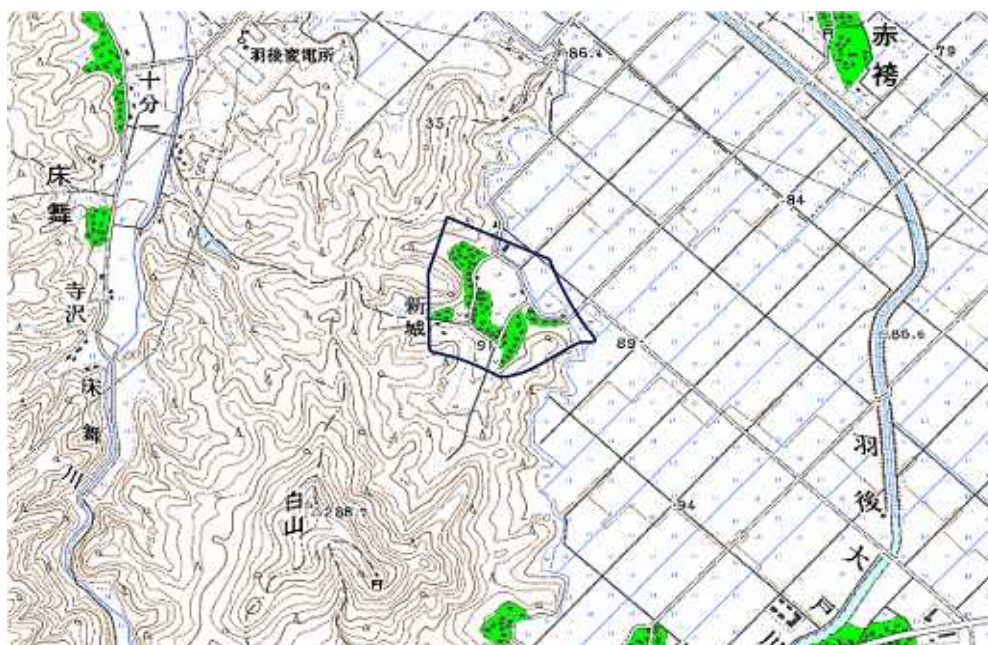 羽後変電所
86.4
赤袴
79
十分一
35
床舞
84
寺沢
新城
91
89
86.6
床舞川
羽後
白山
288.7
94
大戸川